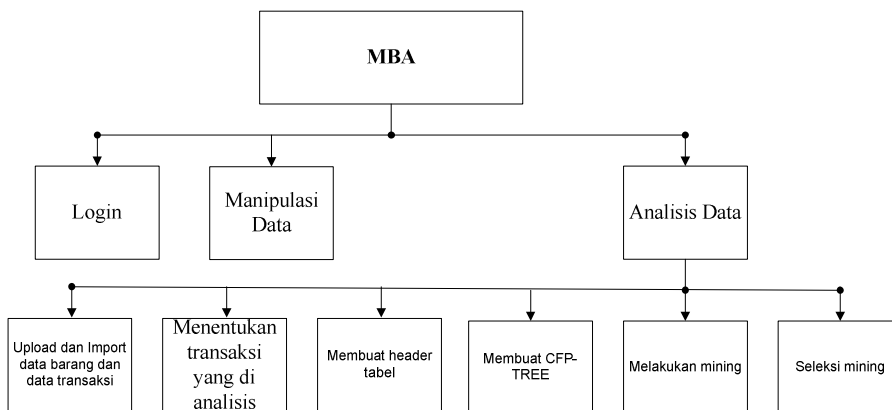 MBA
Login
Manipulasi
Data
Analisis Data
Upload dan Import
data barang dan
data transaksi
Menentukan
transaksi
yang di
analisis
Membuat header
tabel
Membuat CFP-
TREE
Melakukan mining
Seleksi mining